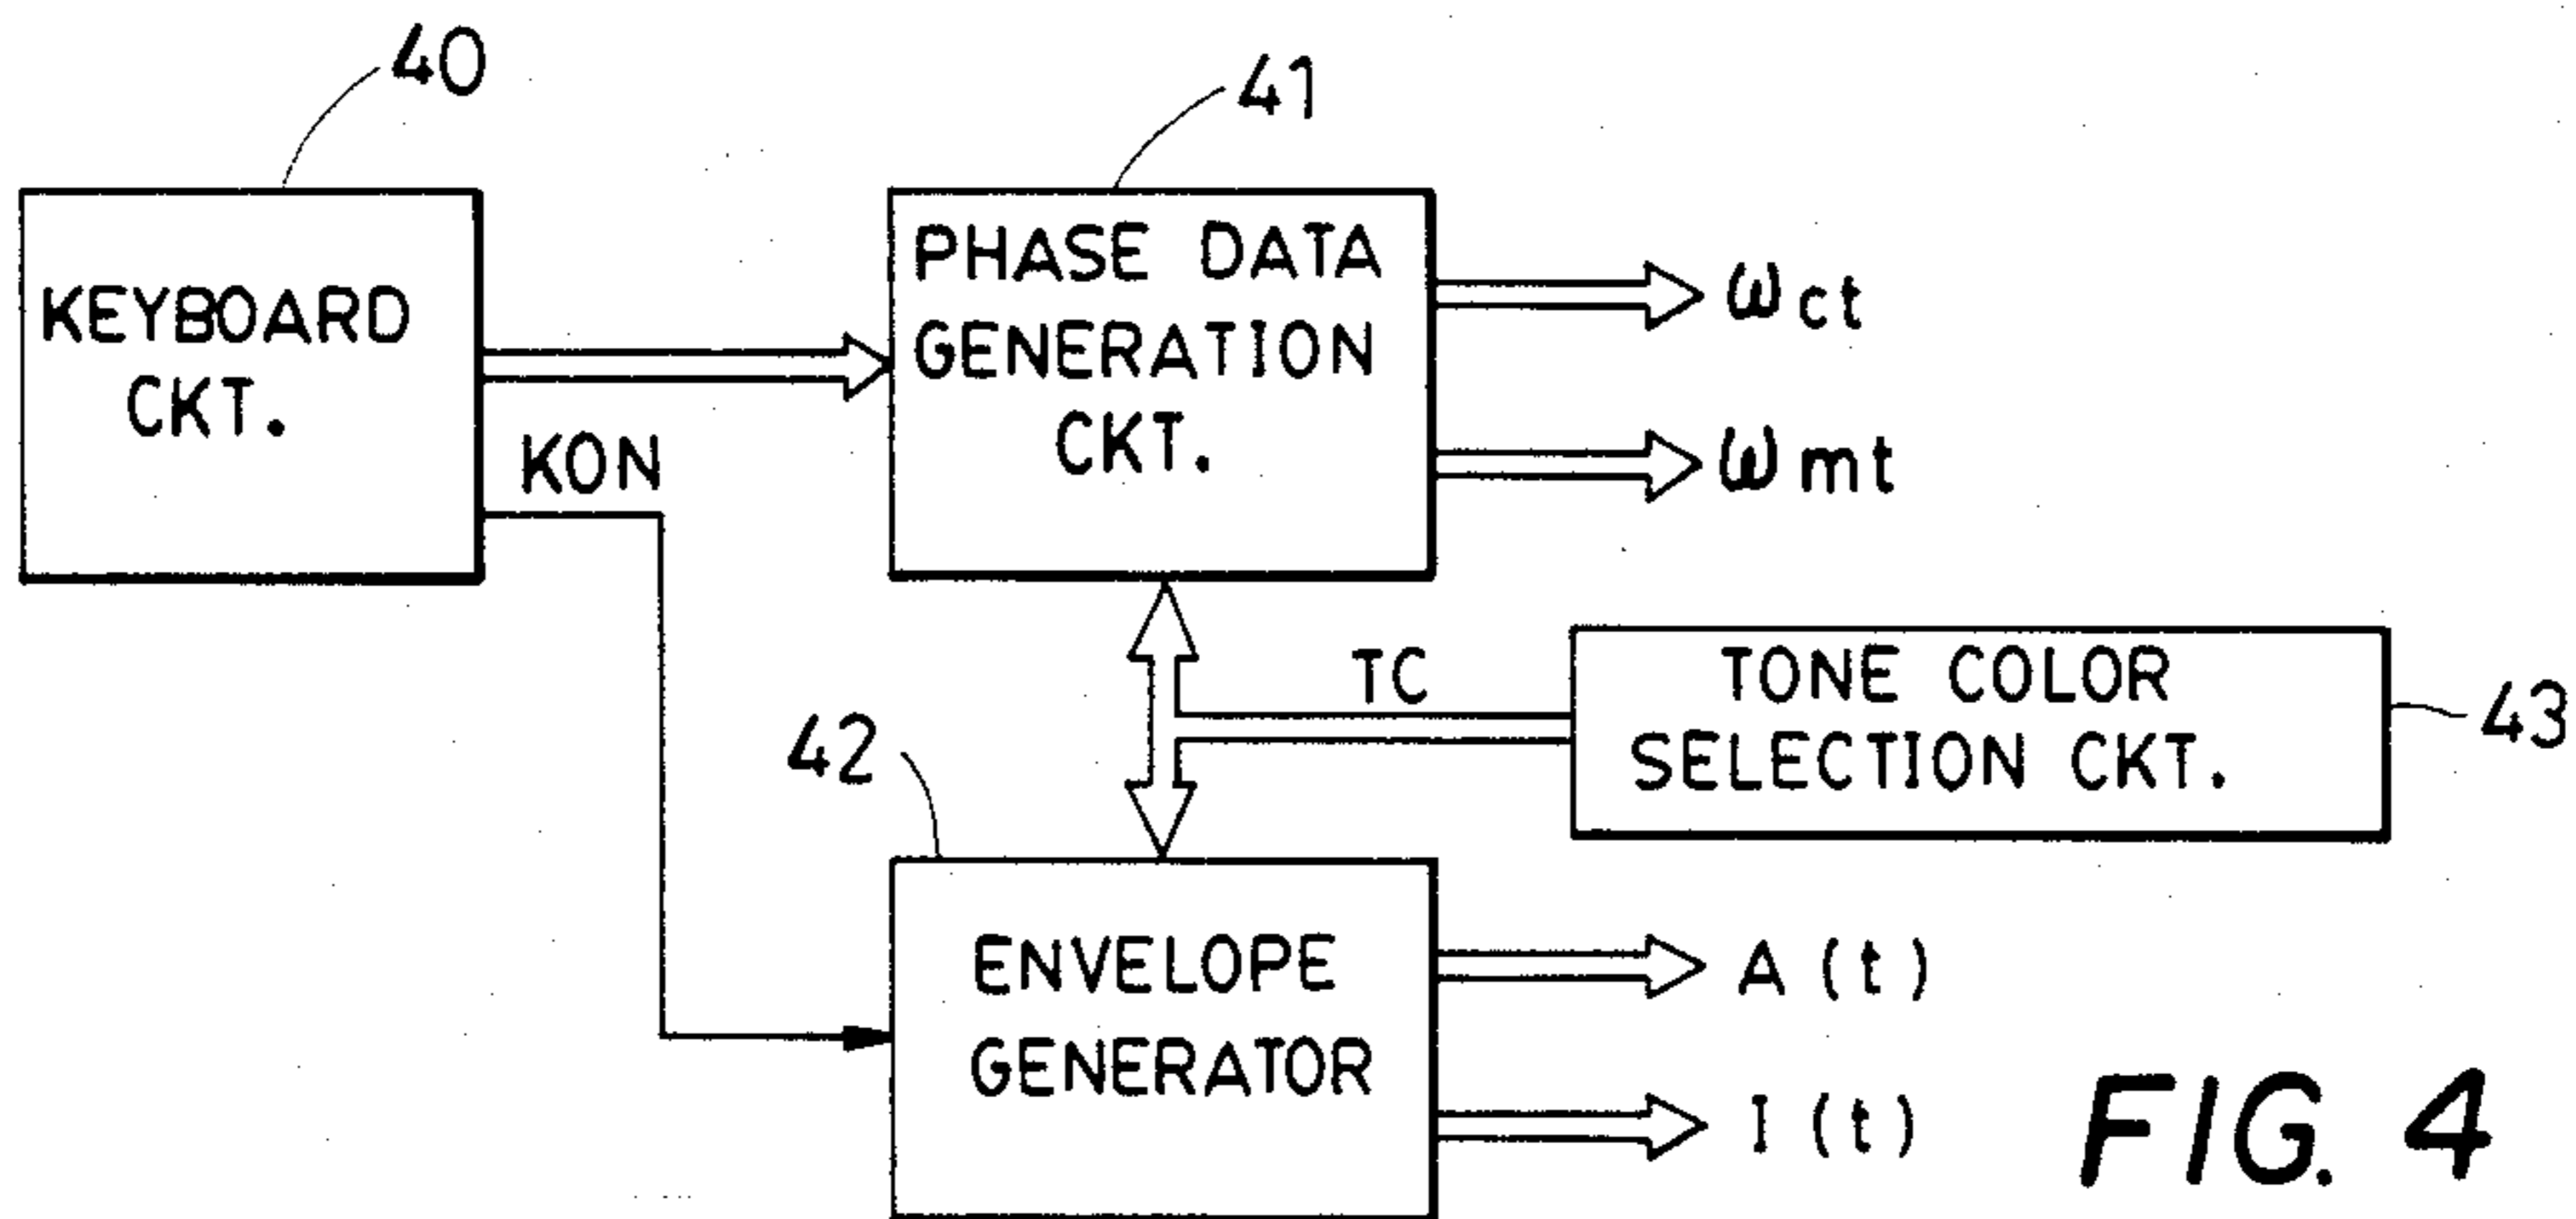 40
41
KEYBOARD
CKT.
PHASE DATA
GENERATION
CKT.
ωct
ωmt
KON
TC
TONE COLOR
SELECTION CKT.
43
42
ENVELOPE
GENERATOR
A (t)
I (t)
FIG. 4